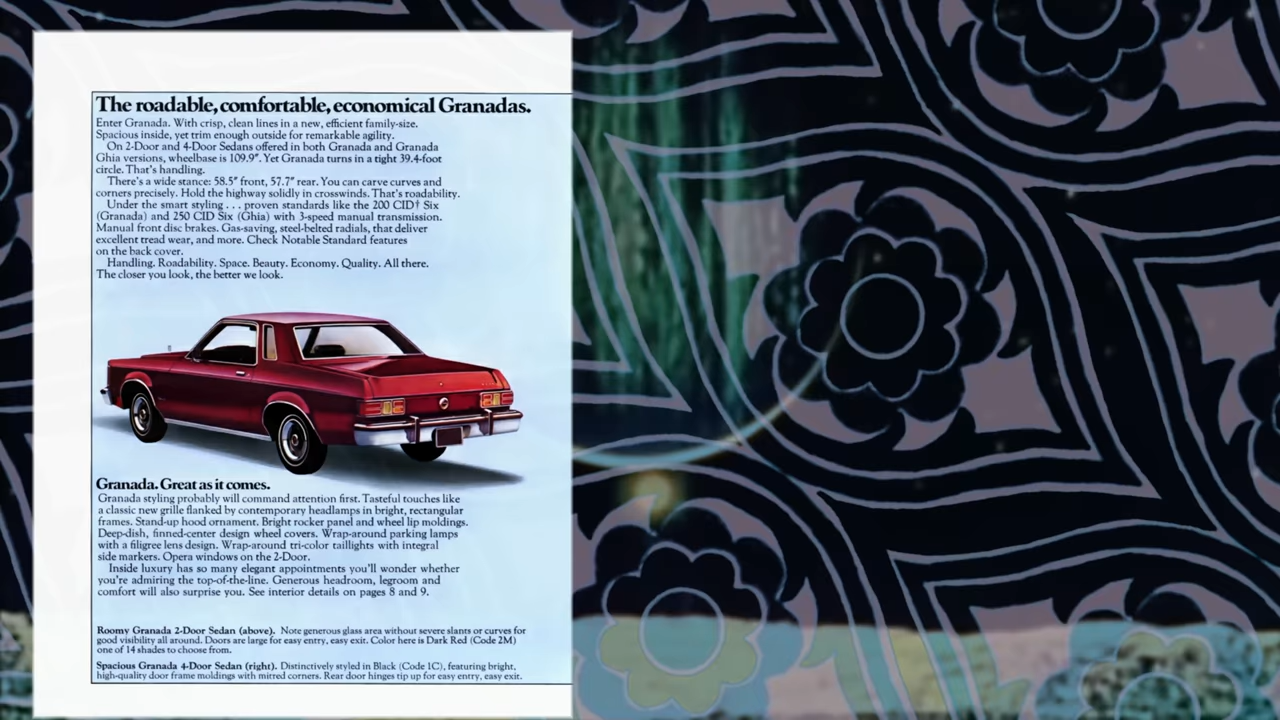 The roadable, comfortable, economical Granadas.
Enter Granada. With crisp, clean lines in a new, efficient family-size.
Spacious inside, yet trim enough outside for remarkable agility.
On 2-Door and 4-Door Sedans offered in both Granada and Granada
Ghia versions, wheelbase is 109.9″. Yet Granada turns in a tight 39.4-foot
circle. That's handling.
There's a wide stance: 58.5″ front, 57.7″ rear. You can carve curves and
corners precisely. Hold the highway solidly in crosswinds. That's roadability.
Under the smart styling . . . proven standards like the 200 CID† Six
(Granada) and 250 CID Six (Ghia) with 3-speed manual transmission.
Manual front disc brakes. Gas-saving, steel-belted radials, that deliver
excellent tread wear, and more. Check Notable Standard features
on the back cover.
Handling. Roadability. Space. Beauty. Economy. Quality. All there.
The closer you look, the better we look.
Granada. Great as it comes.
Granada styling probably will command attention first. Tasteful touches like
a classic new grille flanked by contemporary headlamps in bright, rectangular
frames. Stand-up hood ornament. Bright rocker panel and wheel lip moldings.
Deep-dish, finned-center design wheel covers. Wrap-around parking lamps
with a filigree lens design. Wrap-around tri-color taillights with integral
side markers. Opera windows on the 2-Door.
Inside luxury has so many elegant appointments you'll wonder whether
you're admiring the top-of-the-line. Generous headroom, legroom and
comfort will also surprise you. See interior details on pages 8 and 9.
Roomy Granada 2-Door Sedan (above). Note generous glass area without severe slants or curves for
good visibility all around. Doors are large for easy entry, easy exit. Color here is Dark Red (Code 2M)
one of 14 shades to choose from.
Spacious Granada 4-Door Sedan (right). Distinctively styled in Black (Code 1C), featuring bright,
high-quality door frame moldings with mitred corners. Rear door hinges tip up for easy entry, easy exit.